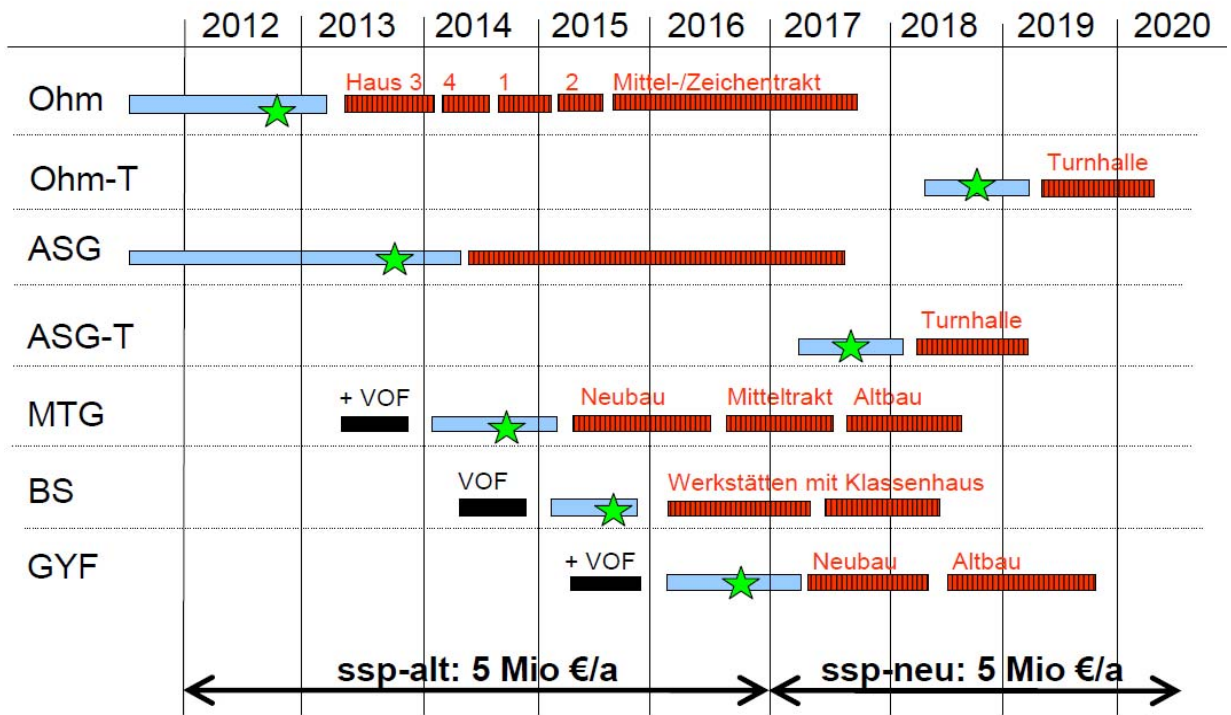 2012 2013 2014 2015 2016 2017 2018 2019 2020
Ohm Haus 3 4 1 2 Mittel-/Zeichentrakt
Ohm-T Turnhalle
ASG
ASG-T Turnhalle
MTG + VOF Neubau Mitteltrakt Altbau
BS VOF Werkstätten mit Klassenhaus
GYF + VOF Neubau Altbau
ssp-alt: 5 Mio €/a ssp-neu: 5 Mio €/a